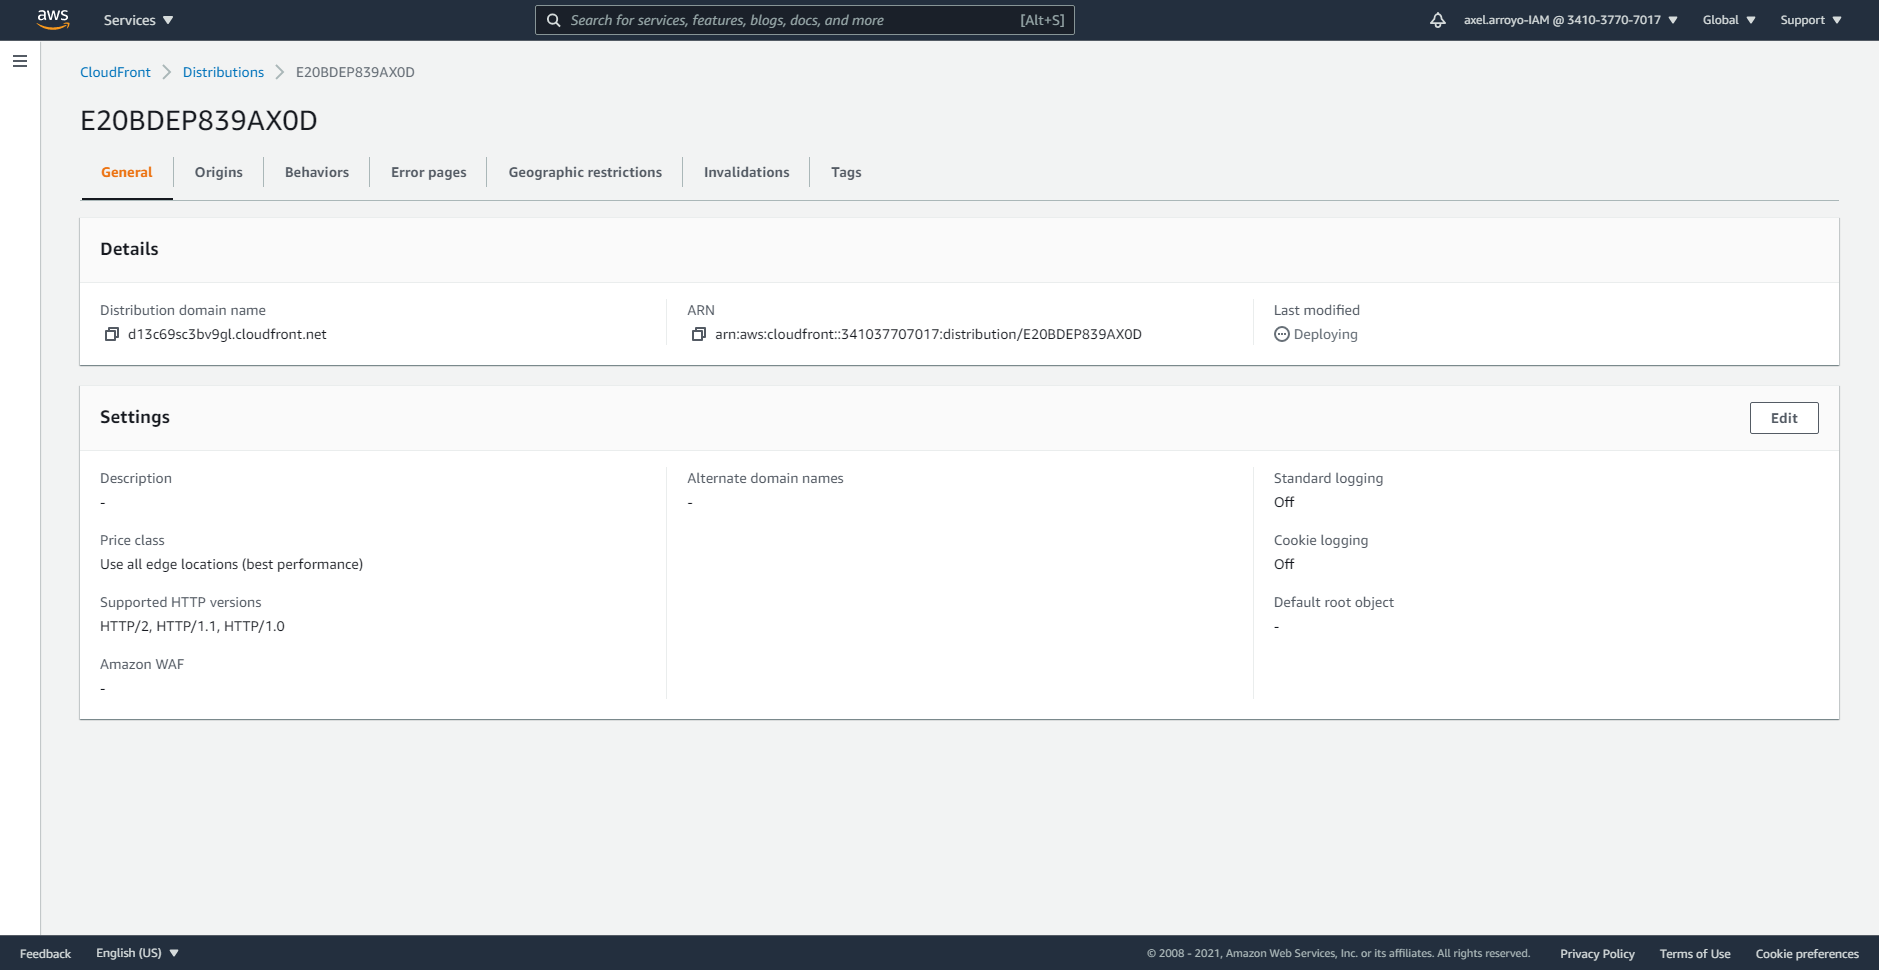 aws Services Search for services, features, blogs, docs, and more [Alt+S] axel.arroyo-IAM @ 3410-3770-7017 Global Support
CloudFront Distributions E20BDEP839AX0D
E20BDEP839AX0D
General Origins Behaviors Error pages Geographic restrictions Invalidations Tags
Details
Distribution domain name
d13c69sc3bv9gl.cloudfront.net
ARN
arn:aws:cloudfront::341037707017:distribution/E20BDEP839AX0D
Last modified
Deploying
Settings
Edit
Description
-
Price class
Use all edge locations (best performance)
Supported HTTP versions
HTTP/2, HTTP/1.1, HTTP/1.0
Amazon WAF
-
Alternate domain names
-
Standard logging
Off
Cookie logging
Off
Default root object
-
Feedback English (US) © 2008 - 2021, Amazon Web Services, Inc. or its affiliates. All rights reserved. Privacy Policy Terms of Use Cookie preferences